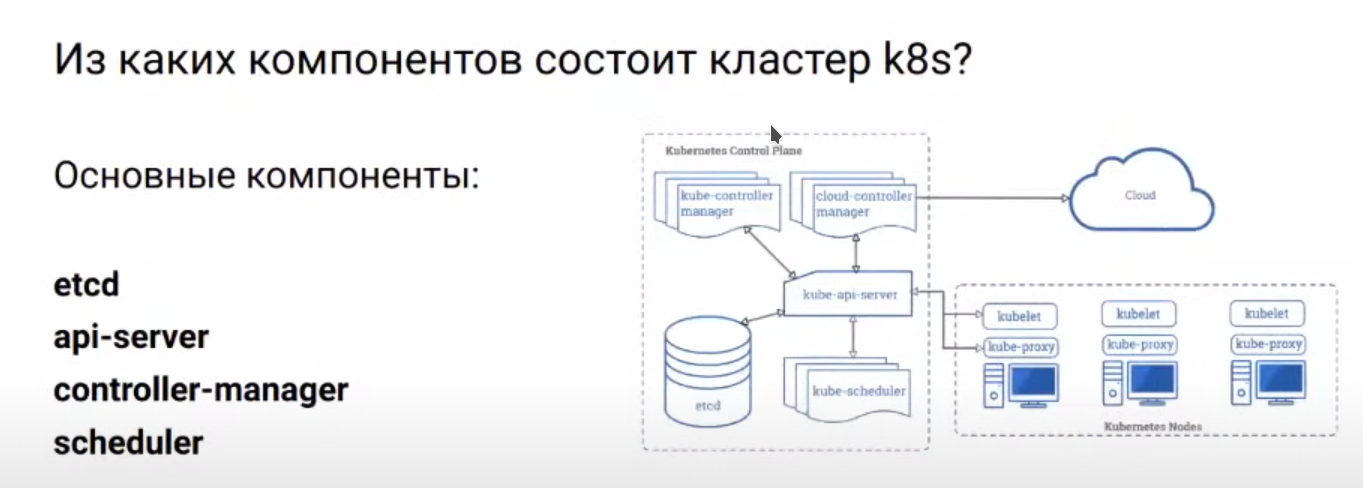 Из каких компонентов состоит кластер k8s?
Основные компоненты:
etcd
api-server
controller-manager
scheduler
Kubernetes Control Plane
kube-controller
manager
cloud-controller
manager
Cloud
kube-api-server
etcd
kube-scheduler
kubelet
kubelet
kubelet
kube-proxy
kube-proxy
kube-proxy
Kubernetes Nodes